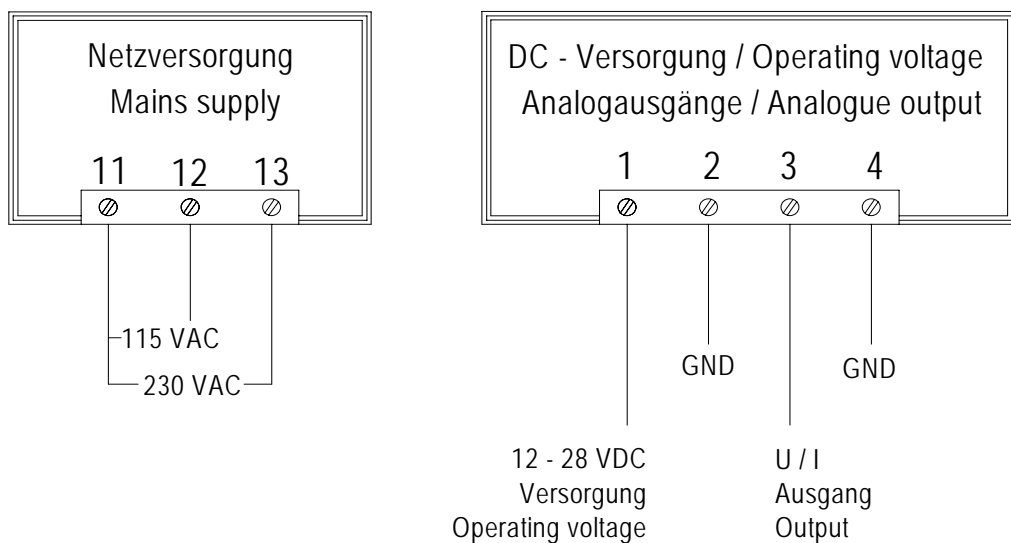 Netzversorgung
Mains supply
11 12 13
115 VAC
230 VAC
DC - Versorgung / Operating voltage
Analogausgänge / Analogue output
1 2 3 4
GND GND
12 - 28 VDC
Versorgung
Operating voltage
U / I
Ausgang
Output